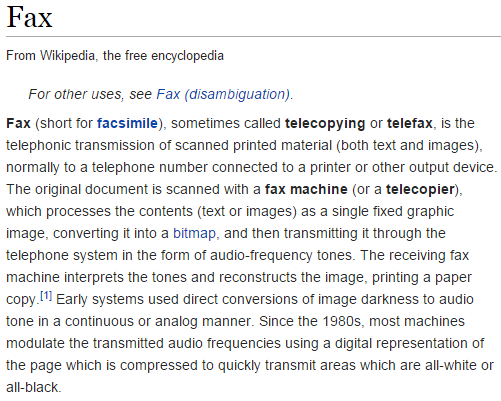 Fax
From Wikipedia, the free encyclopedia
For other uses, see Fax (disambiguation).
Fax (short for facsimile), sometimes called telecopying or telefax, is the
telephonic transmission of scanned printed material (both text and images),
normally to a telephone number connected to a printer or other output device.
The original document is scanned with a fax machine (or a telecopier),
which processes the contents (text or images) as a single fixed graphic
image, converting it into a bitmap, and then transmitting it through the
telephone system in the form of audio-frequency tones. The receiving fax
machine interprets the tones and reconstructs the image, printing a paper
copy.[1] Early systems used direct conversions of image darkness to audio
tone in a continuous or analog manner. Since the 1980s, most machines
modulate the transmitted audio frequencies using a digital representation of
the page which is compressed to quickly transmit areas which are all-white or
all-black.